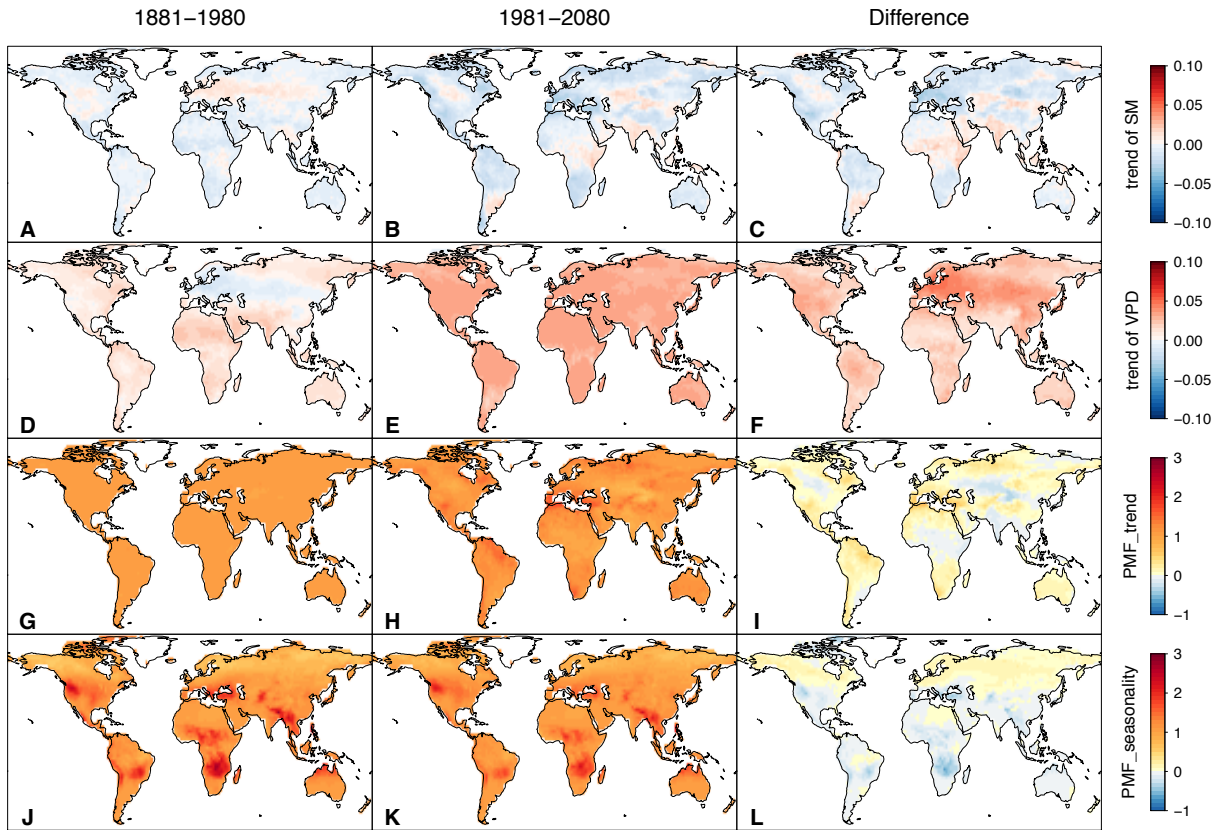 1881–1980
1981–2080
Difference
A
B
C
0.10
0.05
0.00
−0.05
−0.10
trend of SM
D
E
F
0.10
0.05
0.00
−0.05
−0.10
trend of VPD
G
H
I
3
2
1
0
−1
PMF_trend
J
K
L
3
2
1
0
−1
PMF_seasonality